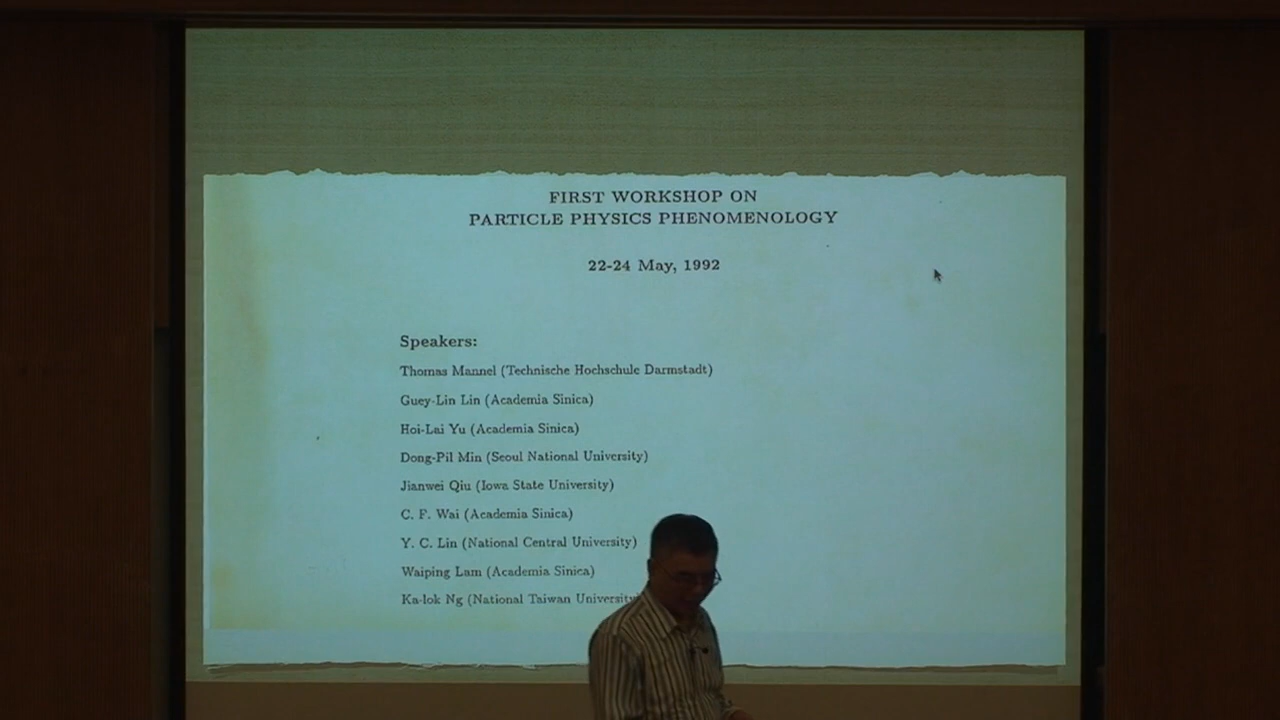 FIRST WORKSHOP ON
PARTICLE PHYSICS PHENOMENOLOGY
22-24 May, 1992
Speakers:
Thomas Mannel (Technische Hochschule Darmstadt)
Guey-Lin Lin (Academia Sinica)
Hoi-Lai Yu (Academia Sinica)
Dong-Pil Min (Seoul National University)
Jianwei Qiu (Iowa State University)
C. F. Wai (Academia Sinica)
Y. C. Lin (National Central University)
Waiping Lam (Academia Sinica)
Ka-lok Ng (National Taiwan University